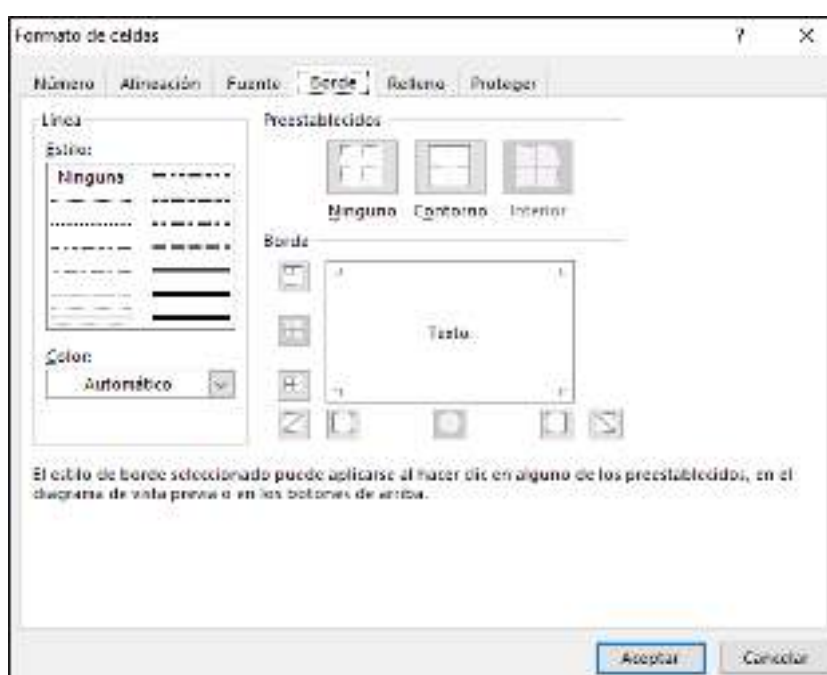 Formato de celdas
? ×
Número Alineación Fuente Borde Relleno Proteger
Línea
Estilo:
Ninguna
Color:
Automático
Preestablecidos
Ninguno Contorno Interior
Borde
Texto
El estilo de borde seleccionado puede aplicarse al hacer clic en alguno de los preestablecidos, en el
diagrama de vista previa o en los botones de arriba.
Aceptar Cancelar